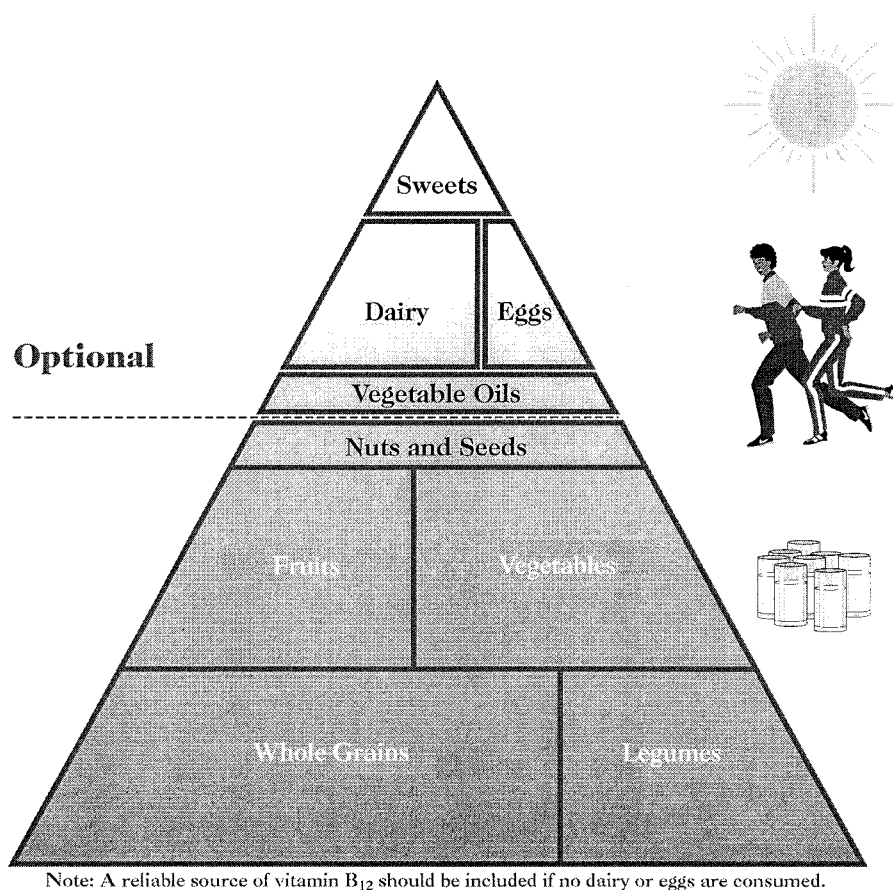 Sweets
Dairy Eggs
Optional
Vegetable Oils
Nuts and Seeds
Fruits Vegetables
Whole Grains Legumes
Note: A reliable source of vitamin B₁₂ should be included if no dairy or eggs are consumed.